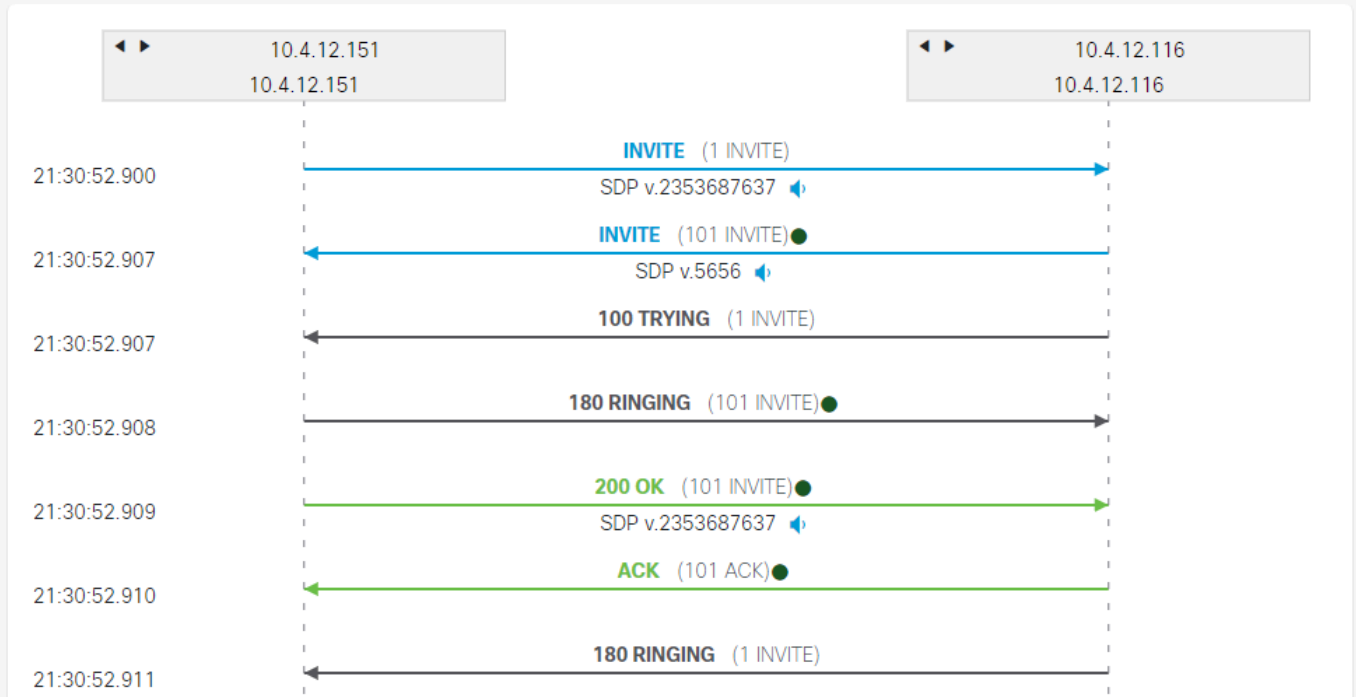 10.4.12.151 10.4.12.116
10.4.12.151 10.4.12.116
INVITE (1 INVITE)
21:30:52.900
SDP v.2353687637
INVITE (101 INVITE)
21:30:52.907
SDP v.5656
100 TRYING (1 INVITE)
21:30:52.907
180 RINGING (101 INVITE)
21:30:52.908
200 OK (101 INVITE)
21:30:52.909
SDP v.2353687637
ACK (101 ACK)
21:30:52.910
180 RINGING (1 INVITE)
21:30:52.911